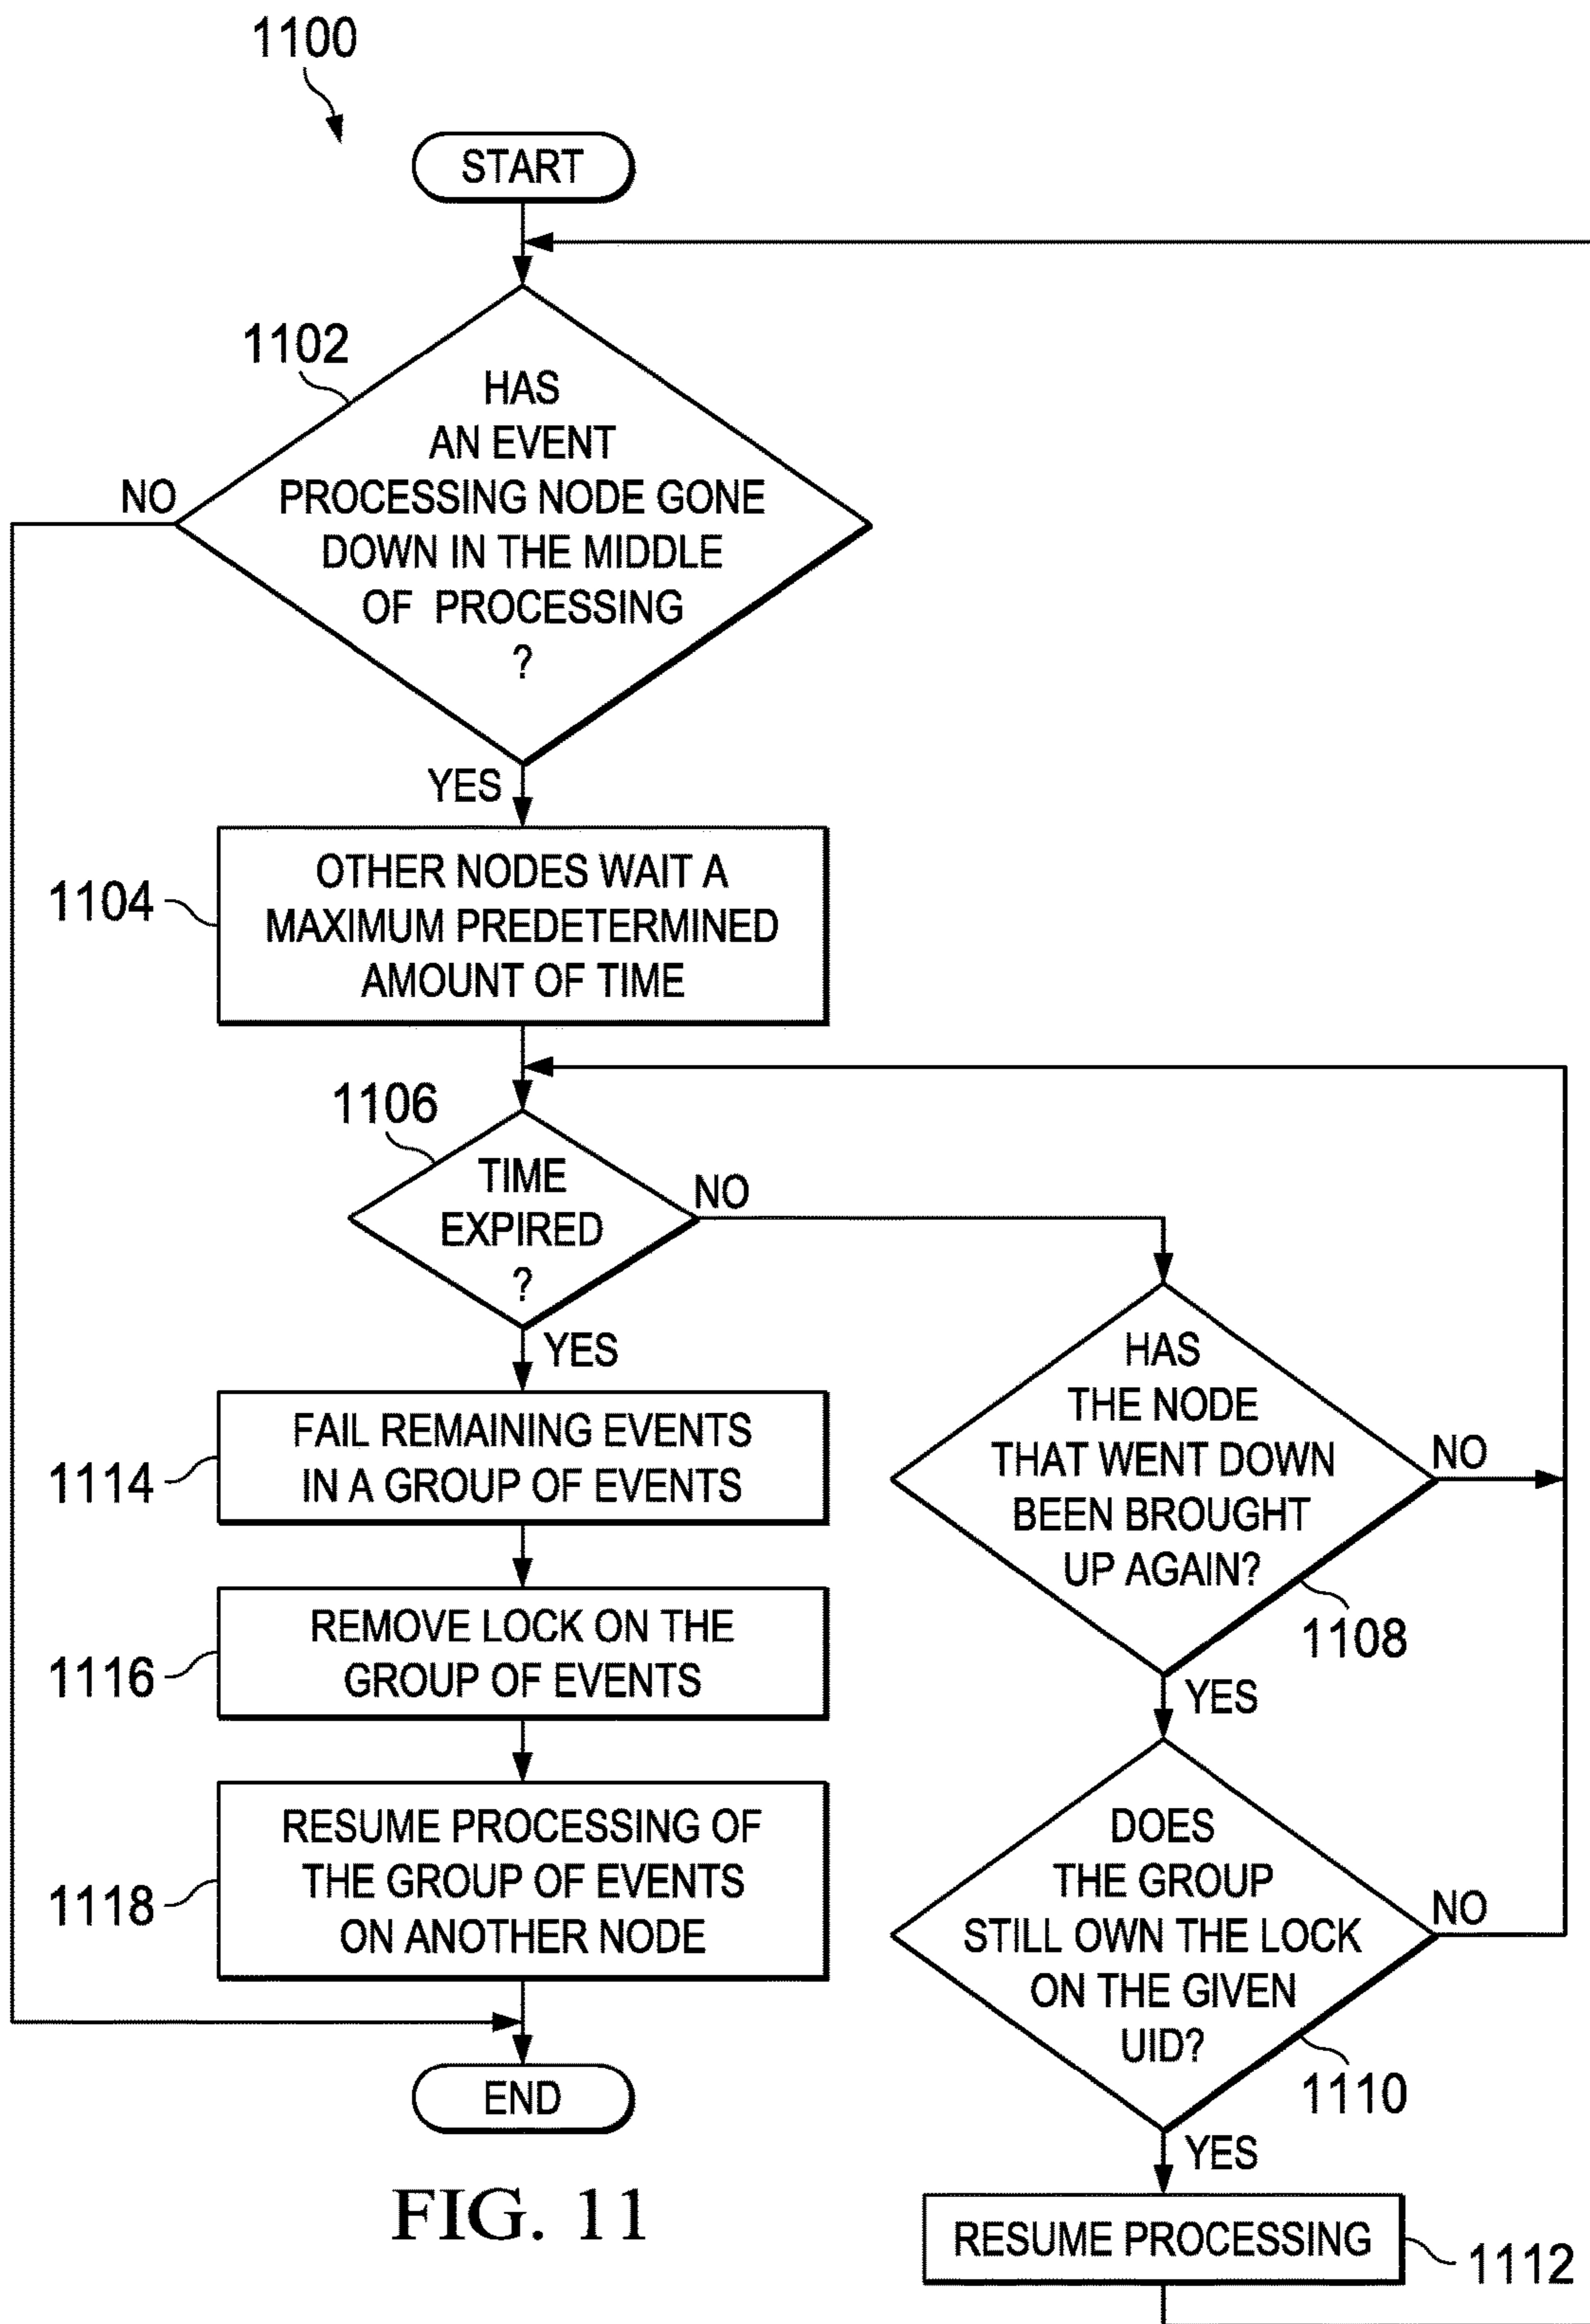 1100
START
1102
HAS
AN EVENT
PROCESSING NODE GONE
DOWN IN THE MIDDLE
OF PROCESSING
?
NO
YES
1104
OTHER NODES WAIT A
MAXIMUM PREDETERMINED
AMOUNT OF TIME
1106
TIME
EXPIRED
?
NO
YES
HAS
THE NODE
THAT WENT DOWN
BEEN BROUGHT
UP AGAIN?
NO
1108
YES
1114
FAIL REMAINING EVENTS
IN A GROUP OF EVENTS
1116
REMOVE LOCK ON THE
GROUP OF EVENTS
1118
RESUME PROCESSING OF
THE GROUP OF EVENTS
ON ANOTHER NODE
DOES
THE GROUP
STILL OWN THE LOCK
ON THE GIVEN
UID?
NO
1110
YES
END
RESUME PROCESSING
1112
FIG. 11